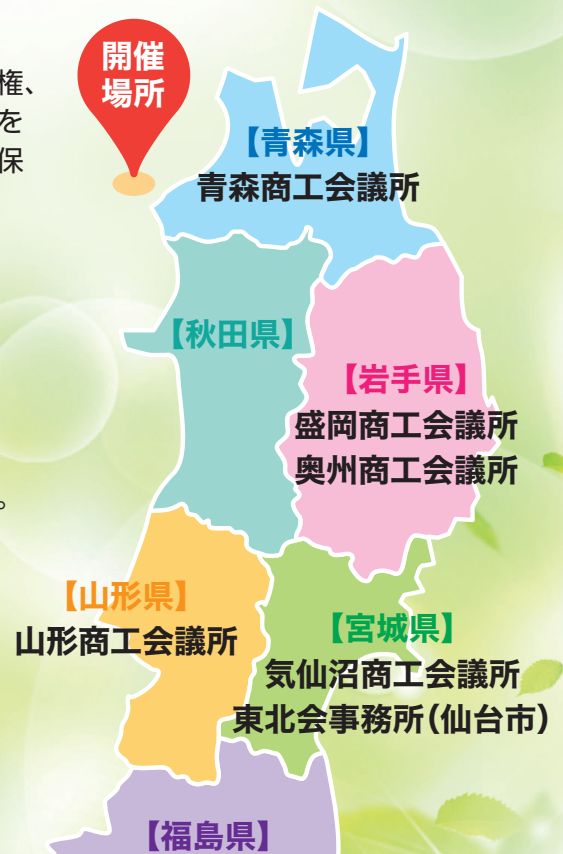 権、
を
保
。
開催
場所
【青森県】
青森商工会議所
【秋田県】
【岩手県】
盛岡商工会議所
奥州商工会議所
【山形県】
山形商工会議所
【宮城県】
気仙沼商工会議所
東北会事務所(仙台市)
【福島県】